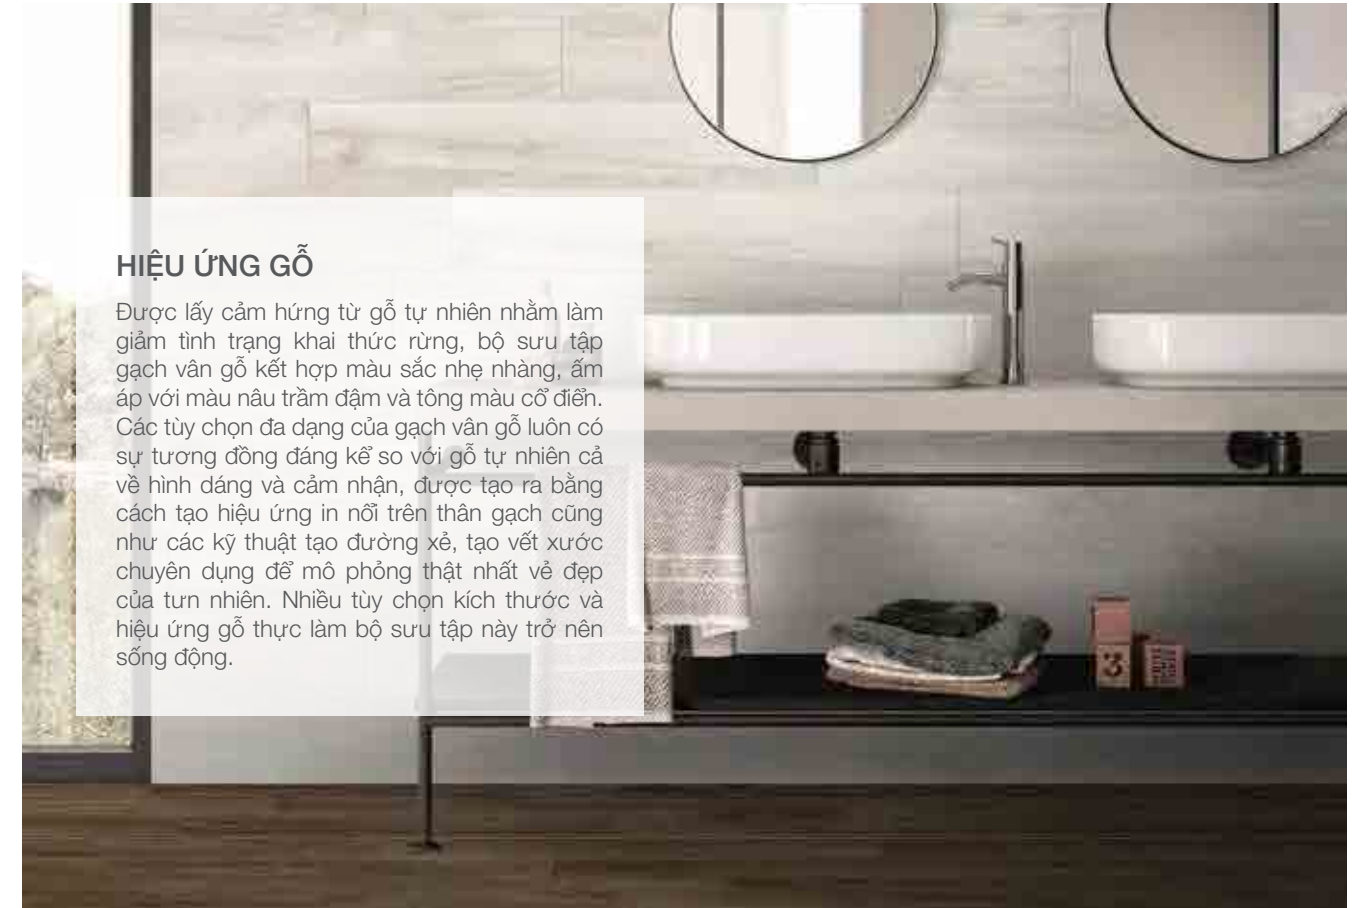 HIỆU ỨNG GỖ
Được lấy cảm hứng từ gỗ tự nhiên nhằm làm
giảm tình trạng khai thức rừng, bộ sưu tập
gạch vân gỗ kết hợp màu sắc nhẹ nhàng, ấm
áp với màu nâu trầm đậm và tông màu cổ điển.
Các tùy chọn đa dạng của gạch vân gỗ luôn có
sự tương đồng đáng kể so với gỗ tự nhiên cả
về hình dáng và cảm nhận, được tạo ra bằng
cách tạo hiệu ứng in nổi trên thân gạch cũng
như các kỹ thuật tạo đường xẻ, tạo vết xước
chuyên dụng để mô phỏng thật nhất vẻ đẹp
của tưn nhiên. Nhiều tùy chọn kích thước và
hiệu ứng gỗ thực làm bộ sưu tập này trở nên
sống động.
3